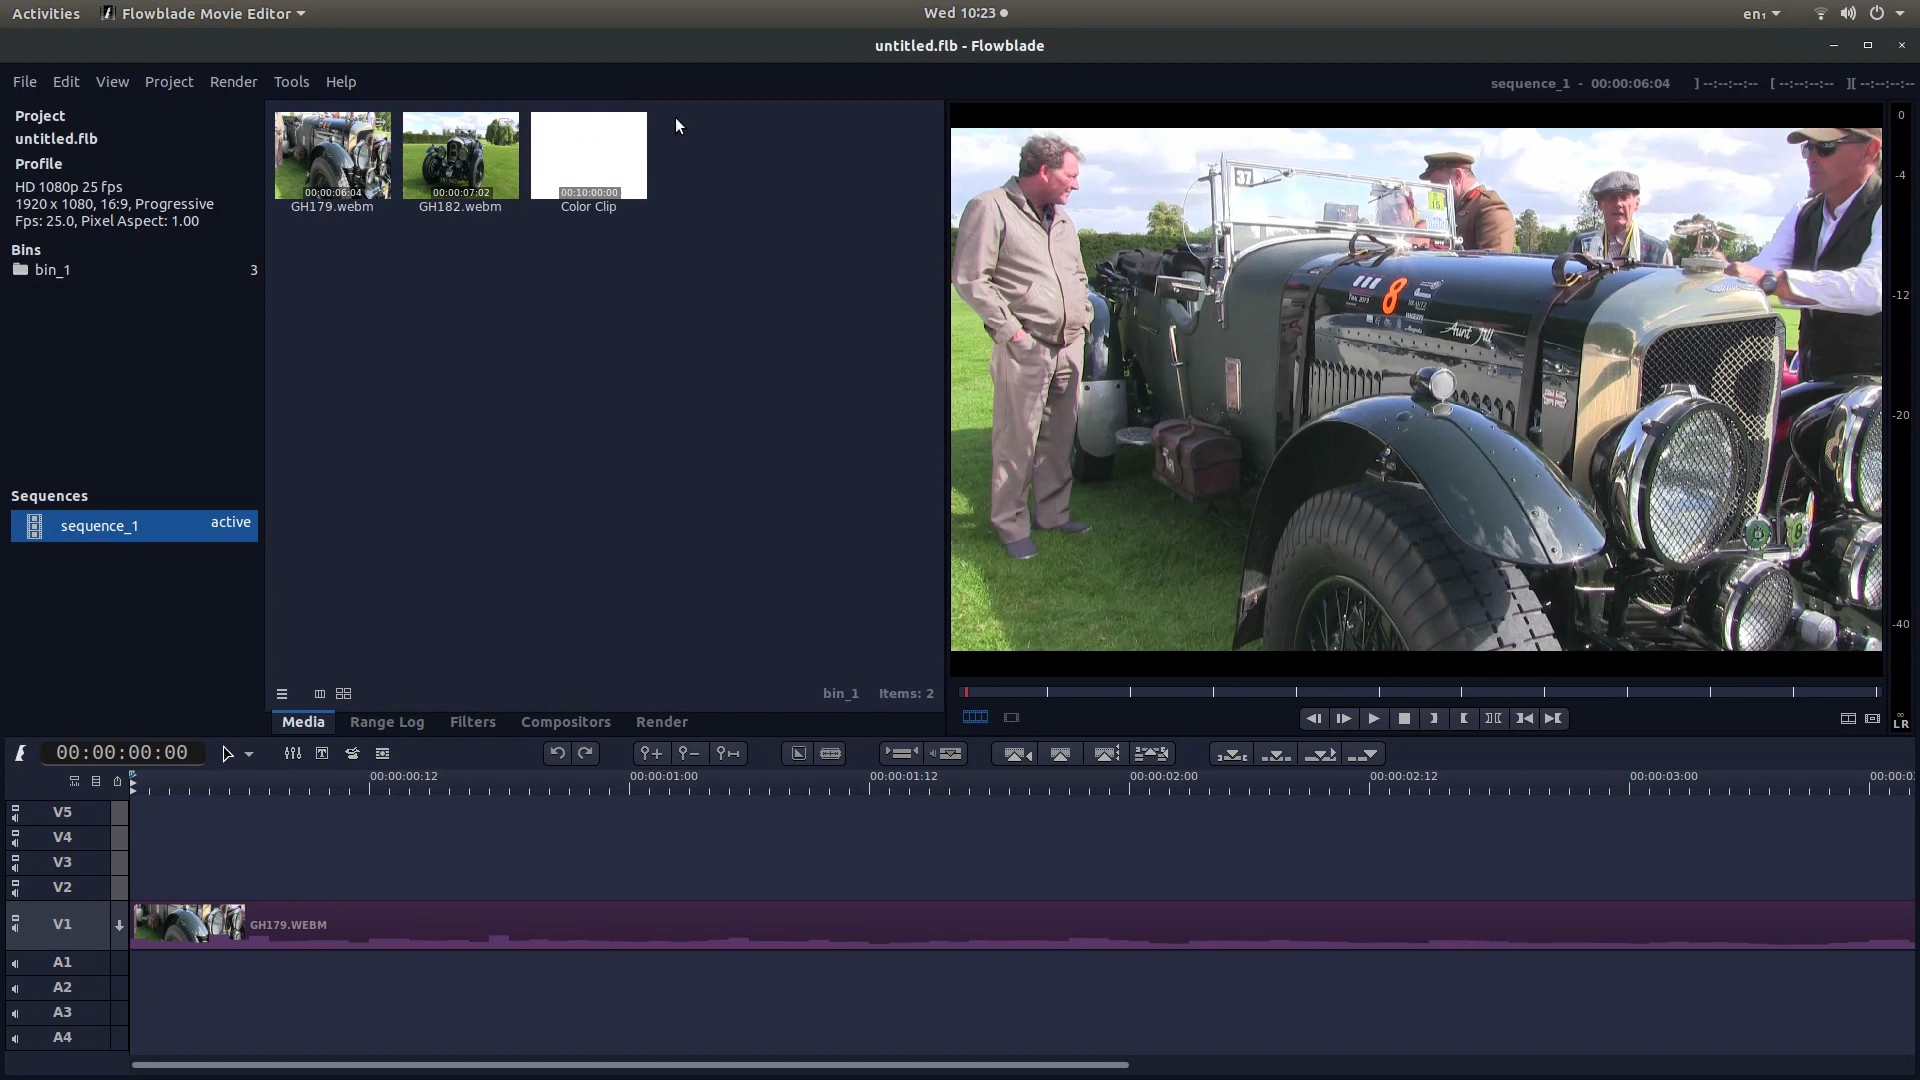 Activities
Flowblade Movie Editor
Wed 10:23
en₁
untitled.flb - Flowblade
File
Edit
View
Project
Render
Tools
Help
sequence_1 - 00:00:06:04
] --:--:--:--
[ --:--:--:--
][ --:--:--:--
Project
untitled.flb
Profile
HD 1080p 25 fps
1920 x 1080, 16:9, Progressive
Fps: 25.0, Pixel Aspect: 1.00
Bins
bin_1
3
00:00:06:04
GH179.webm
00:00:07:02
GH182.webm
00:10:00:00
Color Clip
37
15
8
Aunt Jill
0
-4
-12
-20
-40
∞
LR
Sequences
sequence_1
active
bin_1
Items: 2
Media
Range Log
Filters
Compositors
Render
00:00:00:00
00:00:00:12
00:00:01:00
00:00:01:12
00:00:02:00
00:00:02:12
00:00:03:00
V5
V4
V3
V2
V1
GH179.WEBM
A1
A2
A3
A4